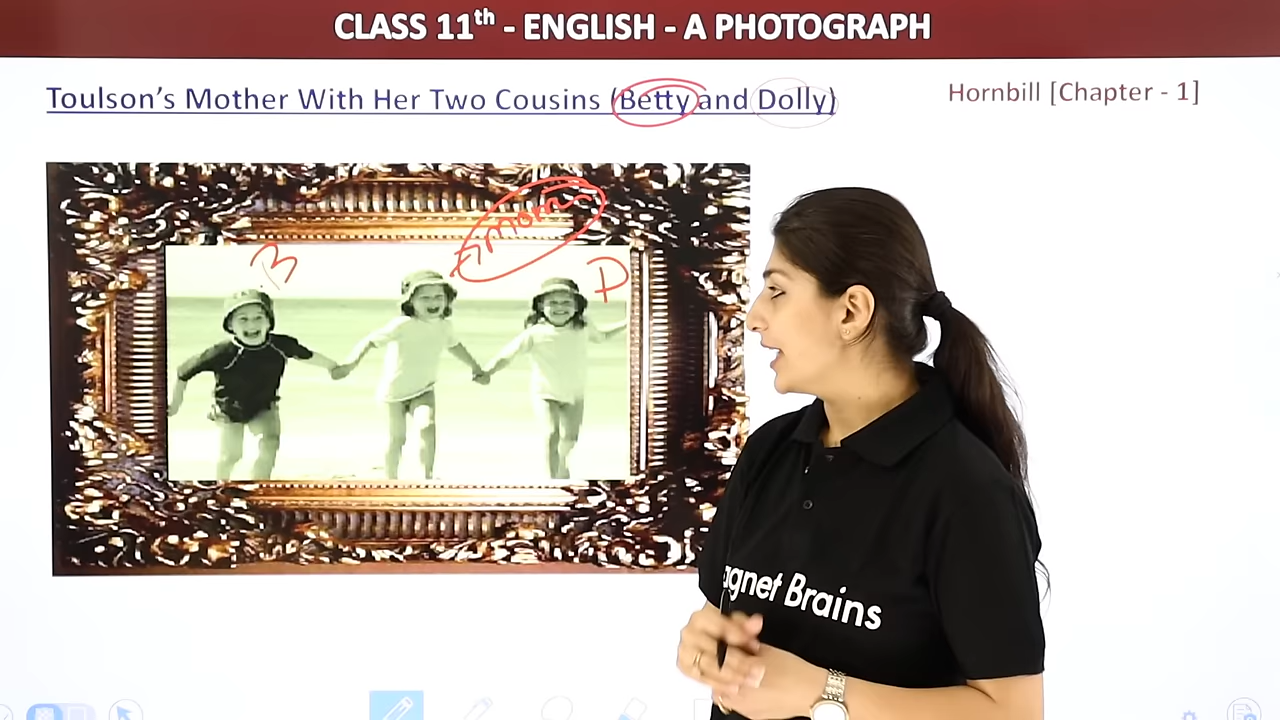 CLASS 11th - ENGLISH - A PHOTOGRAPH
Toulson's Mother With Her Two Cousins (Betty and Dolly)
Hornbill [Chapter - 1]
mom
B
D
agnet Brains